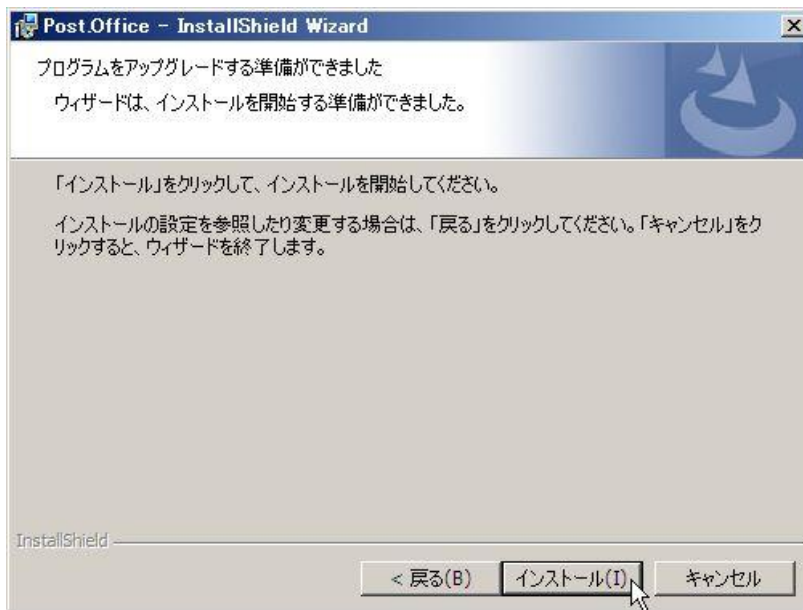 Post.Office - InstallShield Wizard
プログラムをアップグレードする準備ができました
ウィザードは、インストールを開始する準備ができました。
「インストール」をクリックして、インストールを開始してください。
インストールの設定を参照したり変更する場合は、「戻る」をクリックしてください。「キャンセル」をク
リックすると、ウィザードを終了します。
InstallShield
< 戻る(B)
インストール(I)
キャンセル